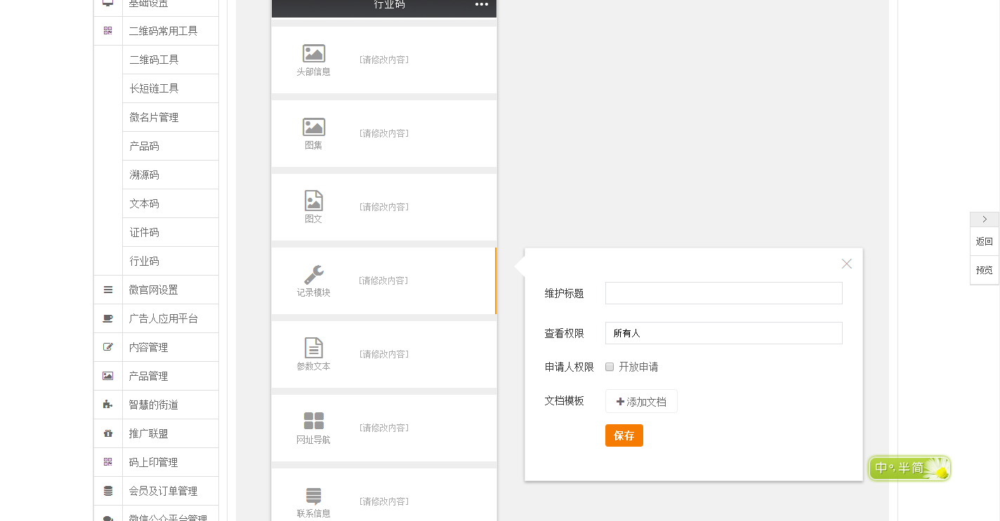 基础设置
二维码常用工具
二维码工具
长短链工具
微名片管理
产品码
溯源码
文本码
证件码
行业码
微官网设置
广告人应用平台
内容管理
产品管理
智慧的街道
推广联盟
码上印管理
会员及订单管理
微信公众平台管理
行业码
头部信息
[请修改内容]
图集
[请修改内容]
图文
[请修改内容]
记录模块
[请修改内容]
参数文本
[请修改内容]
网址导航
[请修改内容]
联系信息
[请修改内容]
维护标题
查看权限 所有人
申请人权限 开放申请
文档模板 添加文档
保存
返回
预览
中 半 简